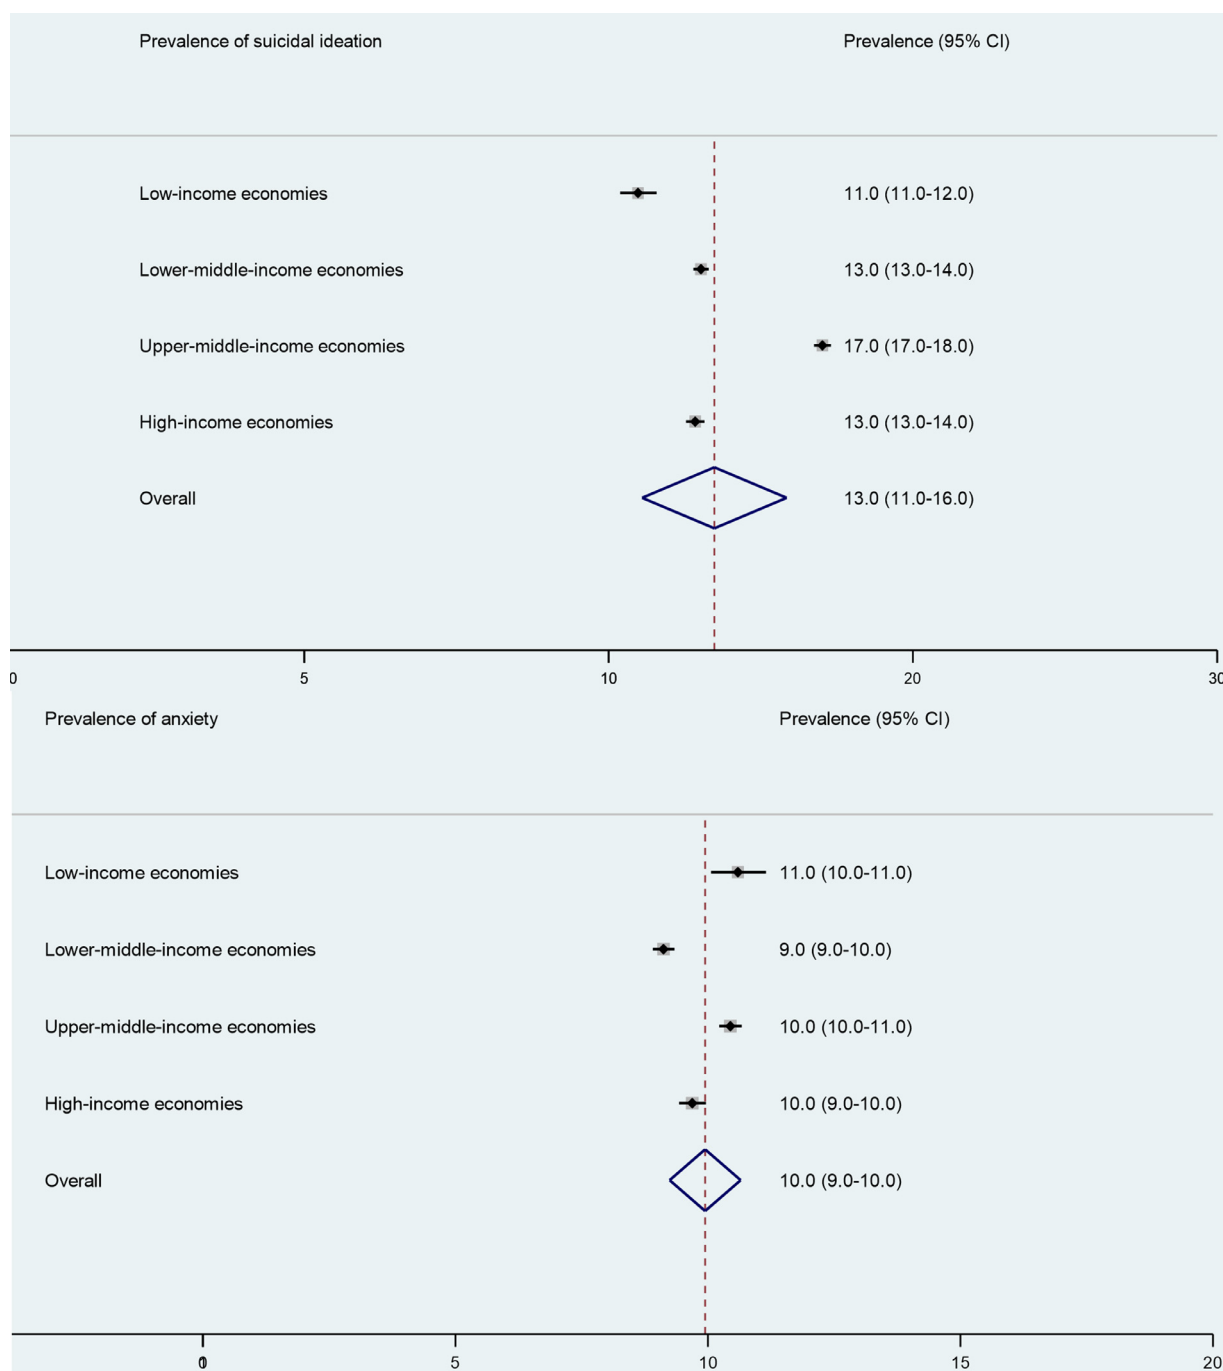 Prevalence of suicidal ideation Prevalence (95% CI)
Low-income economies 11.0 (11.0-12.0)
Lower-middle-income economies 13.0 (13.0-14.0)
Upper-middle-income economies 17.0 (17.0-18.0)
High-income economies 13.0 (13.0-14.0)
Overall 13.0 (11.0-16.0)
0 5 10 20 30
Prevalence of anxiety Prevalence (95% CI)
Low-income economies 11.0 (10.0-11.0)
Lower-middle-income economies 9.0 (9.0-10.0)
Upper-middle-income economies 10.0 (10.0-11.0)
High-income economies 10.0 (9.0-10.0)
Overall 10.0 (9.0-10.0)
5 10 15 20